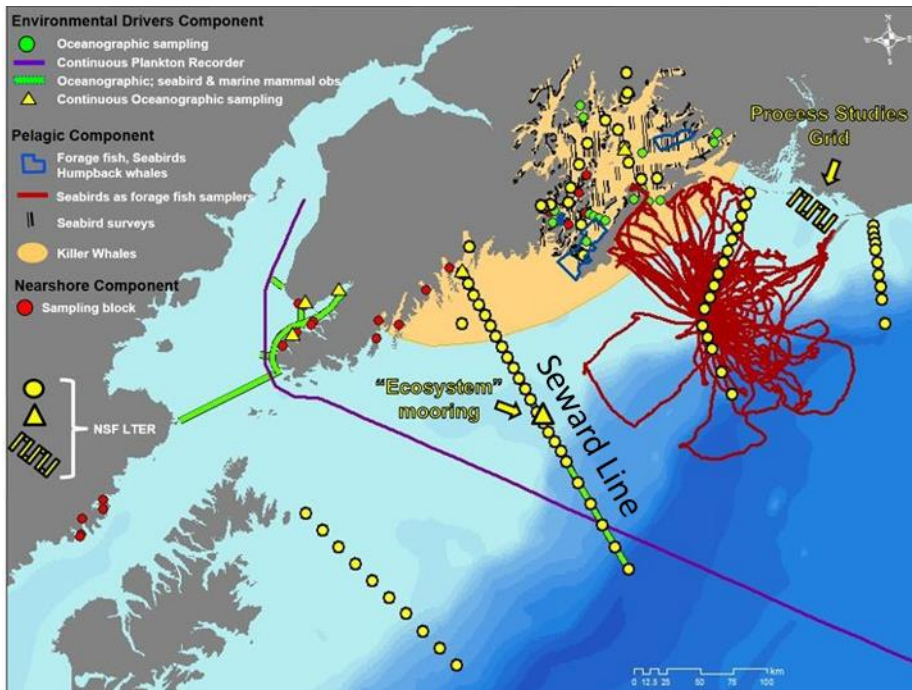 Environmental Drivers Component
Oceanographic sampling
Continuous Plankton Recorder
Oceanographic; seabird & marine mammal obs
Continuous Oceanographic sampling
Pelagic Component
Forage fish, Seabirds
Humpback whales
Seabirds as forage fish samplers
Seabird surveys
Killer Whales
Nearshore Component
Sampling block
NSF LTER
Process Studies
Grid
"Ecosystem"
mooring
Seward Line
km
0 12.5 25 50 75 100